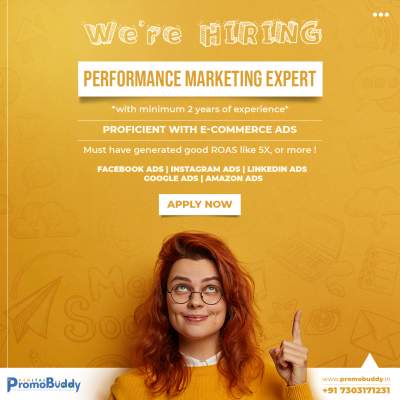 We're HIRING
PERFORMANCE MARKETING EXPERT
*with minimum 2 years of experience*
PROFICIENT WITH E-COMMERCE ADS
Must have generated good ROAS like 5X, or more !
FACEBOOK ADS | INSTAGRAM ADS | LINKEDIN ADS
GOOGLE ADS | AMAZON ADS
APPLY NOW
DIGITAL
PromoBuddy
www.promobuddy.in
+91 7303171231